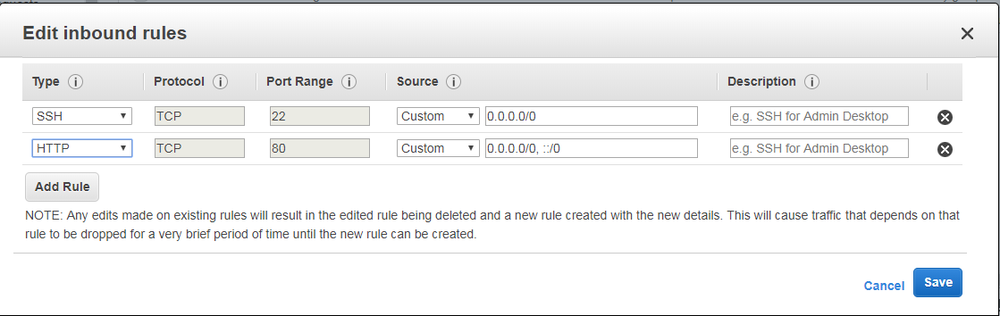 Edit inbound rules
Type Protocol Port Range Source Description
SSH TCP 22 Custom 0.0.0.0/0 e.g. SSH for Admin Desktop
HTTP TCP 80 Custom 0.0.0.0/0, ::/0 e.g. SSH for Admin Desktop
Add Rule
NOTE: Any edits made on existing rules will result in the edited rule being deleted and a new rule created with the new details. This will cause traffic that depends on that
rule to be dropped for a very brief period of time until the new rule can be created.
Cancel Save